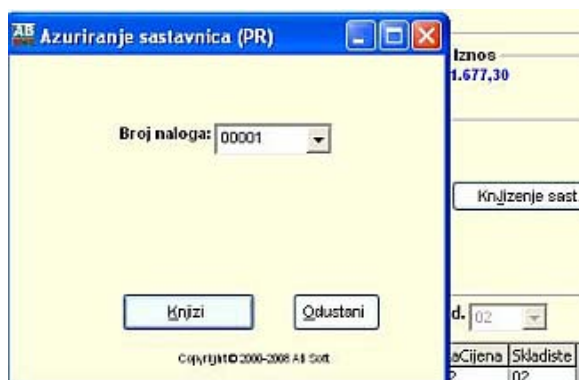 AB
Azuriranje sastavnica (PR)
Iznos
1.677,30
Broj naloga: 00001
Knjizenje sast
Knjizi
Odustani
d. 02
Copyright© 2000-2008 AB Soft
aCijena Skladiste
02